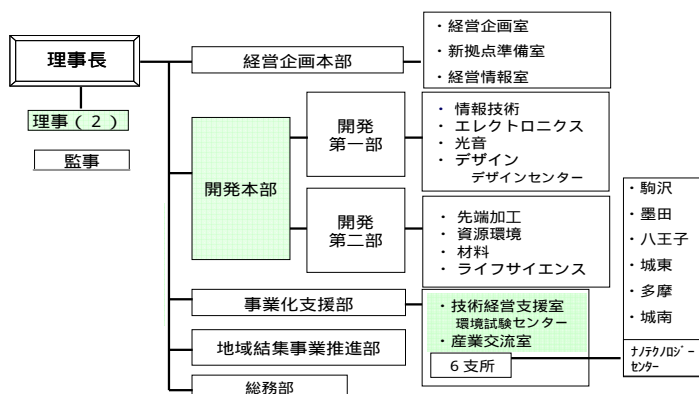 理事長
理事(2)
監事
経営企画本部
・経営企画室
・新拠点準備室
・経営情報室
開発本部
開発
第一部
・ 情報技術
・ エレクトロニクス
・ 光音
・ デザイン
デザインセンター
開発
第二部
・ 先端加工
・ 資源環境
・ 材料
・ ライフサイエンス
事業化支援部
・技術経営支援室
環境試験センター
・産業交流室
6支所
・駒沢
・墨田
・八王子
・城東
・多摩
・城南
ナノテクノロジー
センター
地域結集事業推進部
総務部